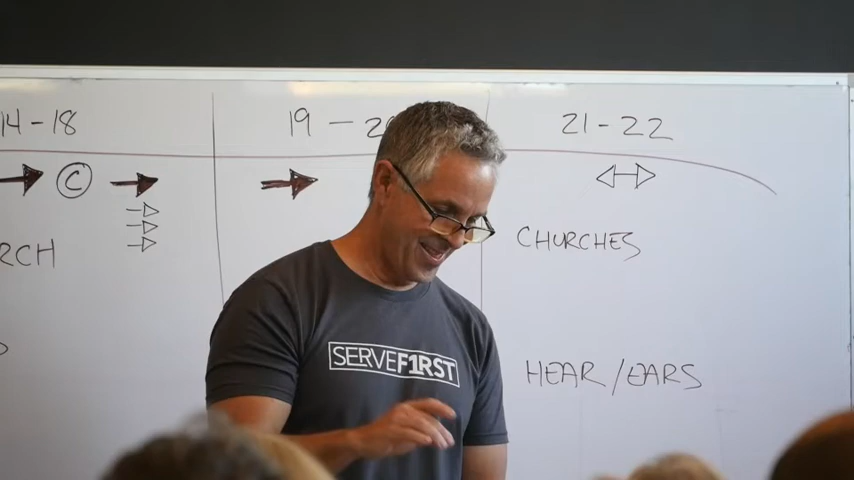 14-18
19-2
21-22
C
CHURCHES
RCH
SERVEF1RST
HEAR/EARS